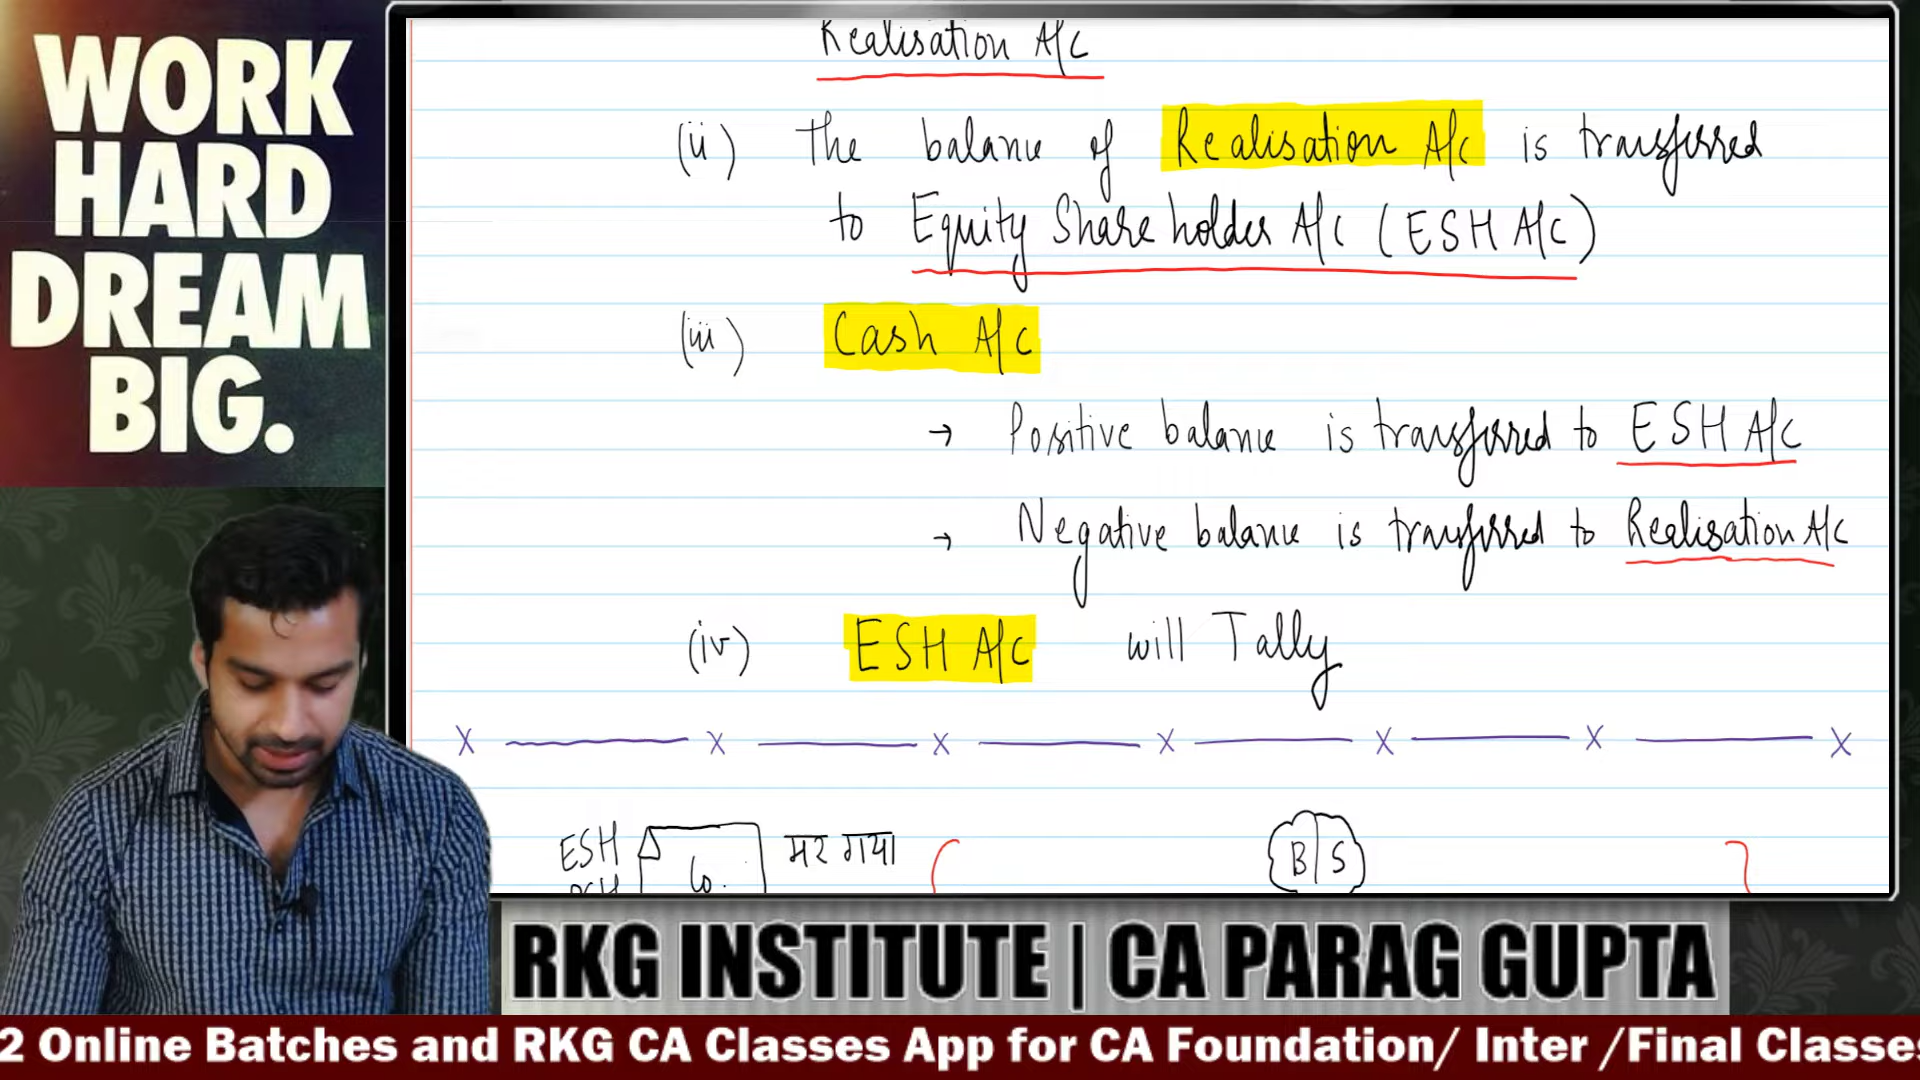 WORK
HARD
DREAM
BIG.
Realisation A/c
(ii) The balance of Realisation A/c is transferred
to Equity Shareholder A/c (ESH A/C)
(iii) Cash A/c
→ Positive balance is transferred to ESH A/c
→ Negative balance is transferred to Realisation A/c
(iv) ESH A/c will Tally
x x x x x x x
ESH Co. मर गया B/S
RKG INSTITUTE | CA PARAG GUPTA
2 Online Batches and RKG CA Classes App for CA Foundation/ Inter /Final Classes